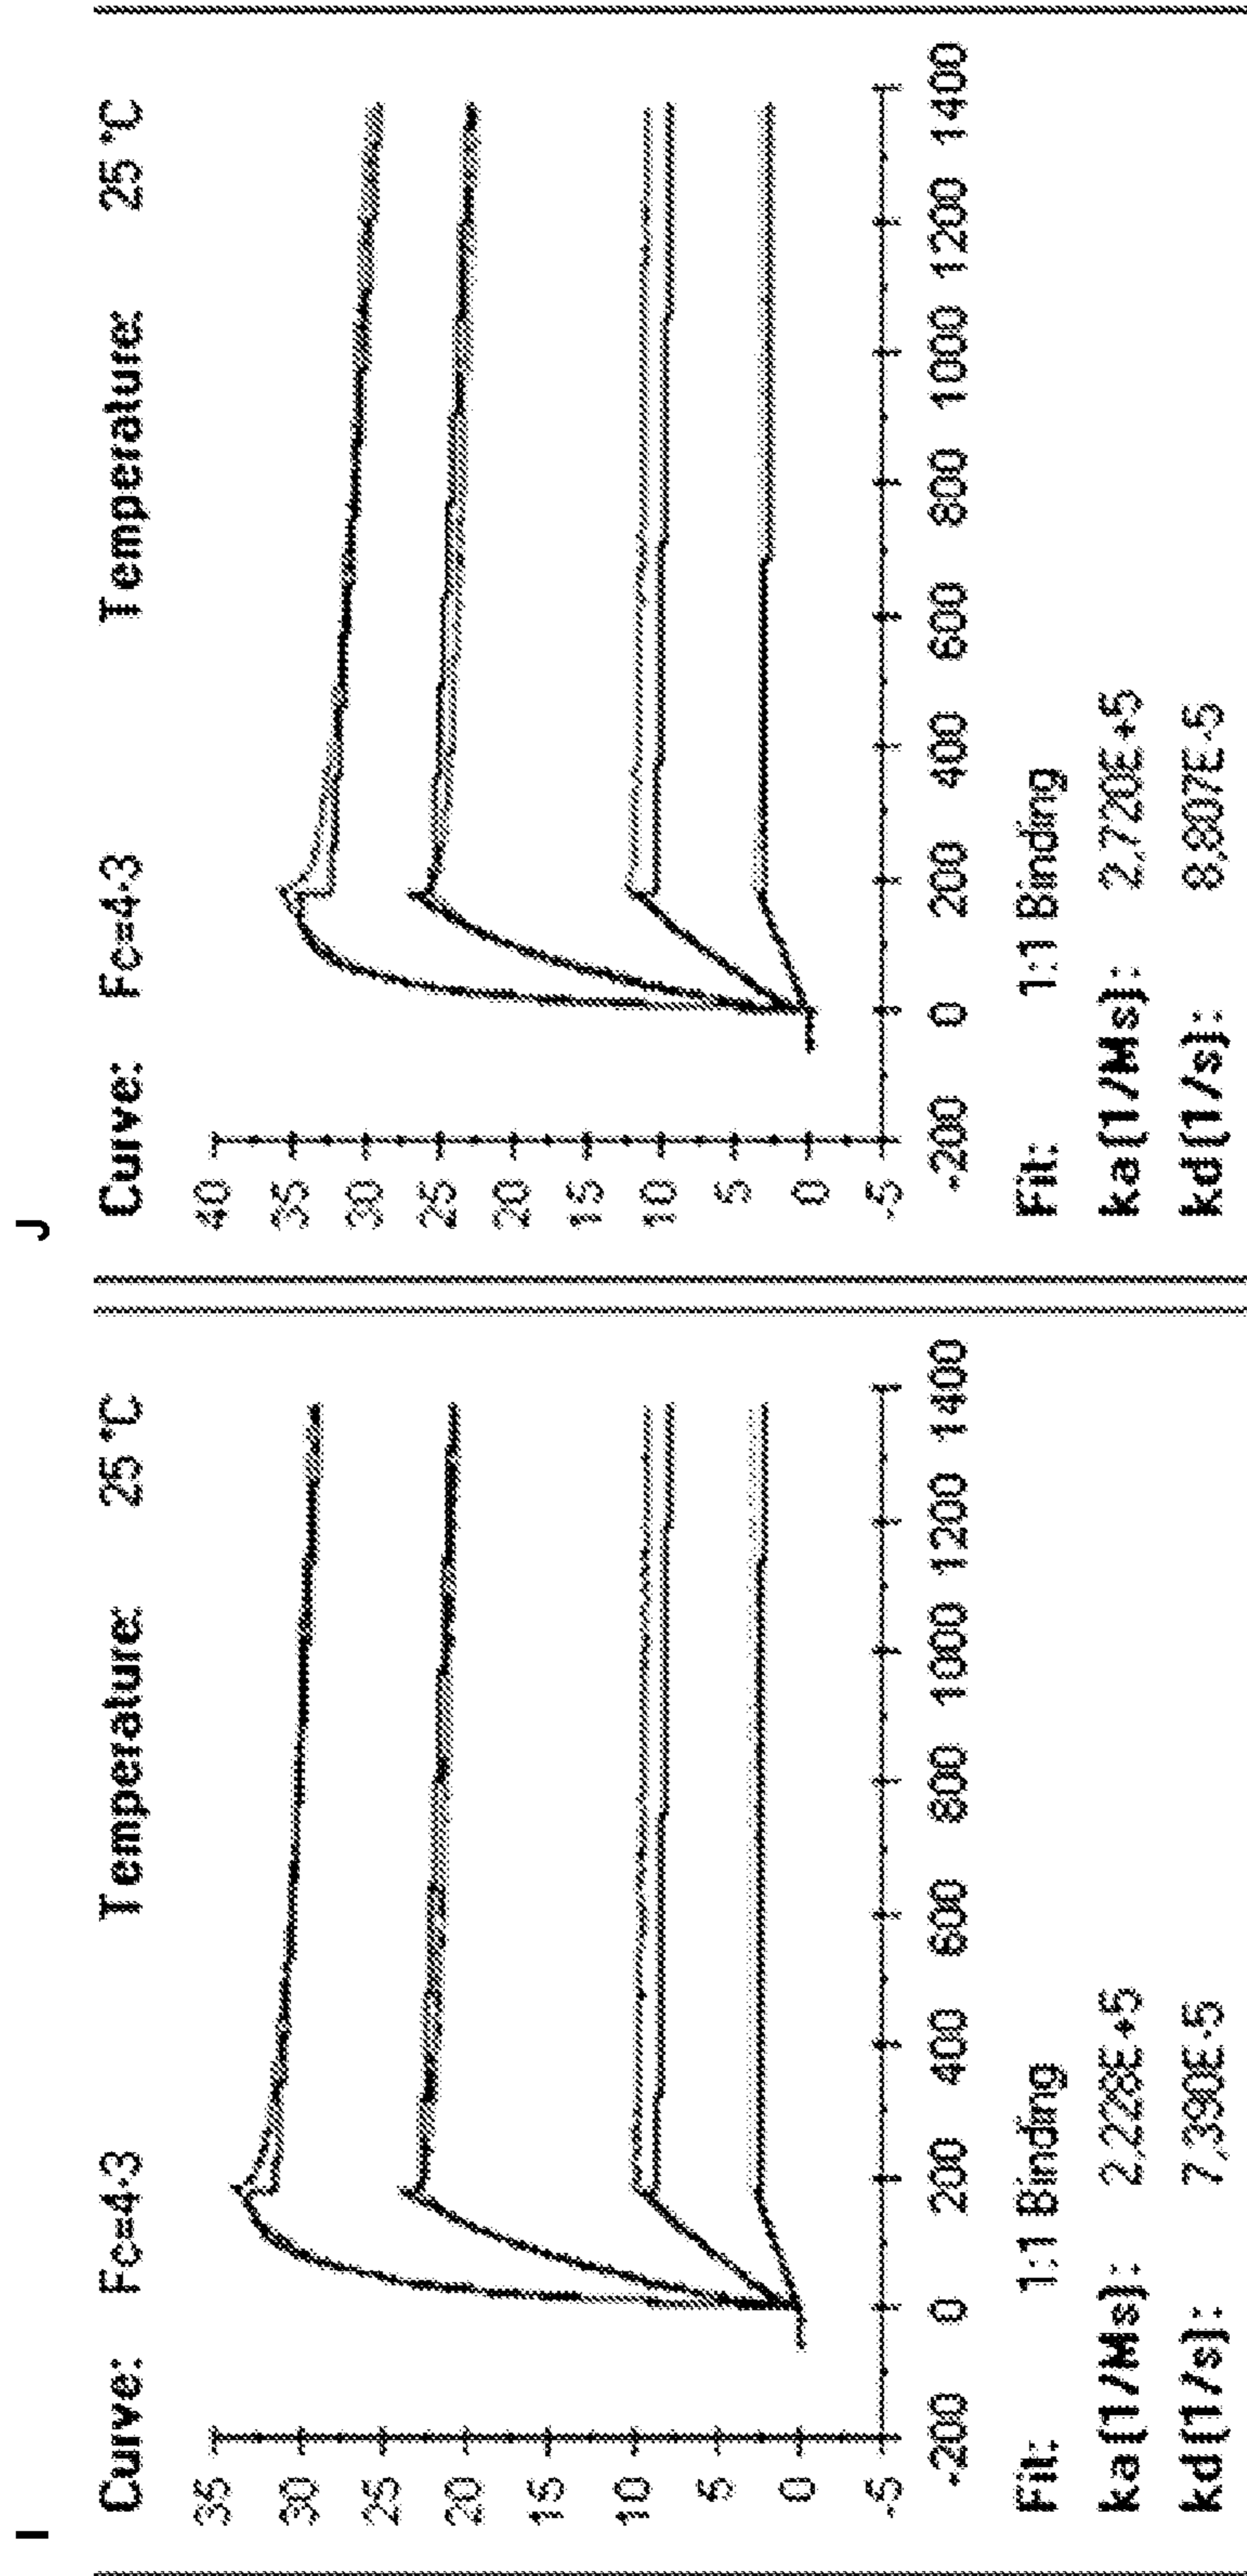 I
Curve: Fc=4-3 Temperature: 25 °C
35
30
25
20
15
10
5
0
-5
-200 0 200 400 600 800 1000 1200 1400
Fit: 1:1 Binding
ka(1/Ms): 2,228E+5
kd(1/s): 7,390E-5
J
Curve: Fc=4-3 Temperature: 25 °C
40
35
30
25
20
15
10
5
0
-5
-200 0 200 400 600 800 1000 1200 1400
Fit: 1:1 Binding
ka(1/Ms): 2,720E+5
kd(1/s): 8,807E-5